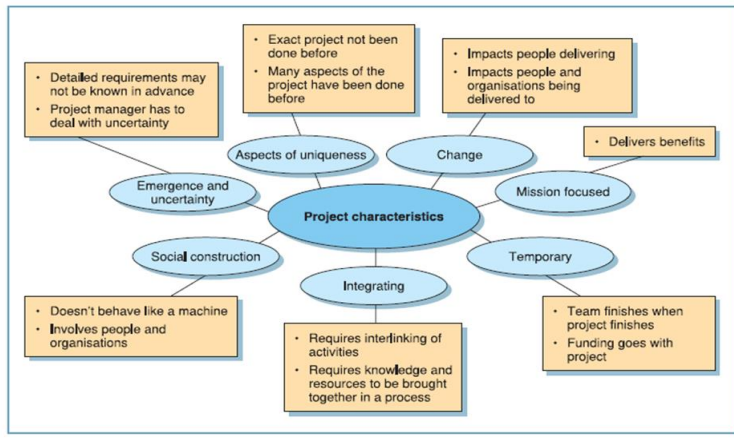 • Exact project not been
done before
• Many aspects of the
project have been done
before
• Impacts people delivering
• Impacts people and
organisations being
delivered to
• Detailed requirements may
not be known in advance
• Project manager has to
deal with uncertainty
• Delivers benefits
Aspects of uniqueness
Change
Emergence and
uncertainty
Mission focused
Project characteristics
Social construction
Temporary
Integrating
• Doesn't behave like a machine
• Involves people and
organisations
• Requires interlinking of
activities
• Requires knowledge and
resources to be brought
together in a process
• Team finishes when
project finishes
• Funding goes with
project